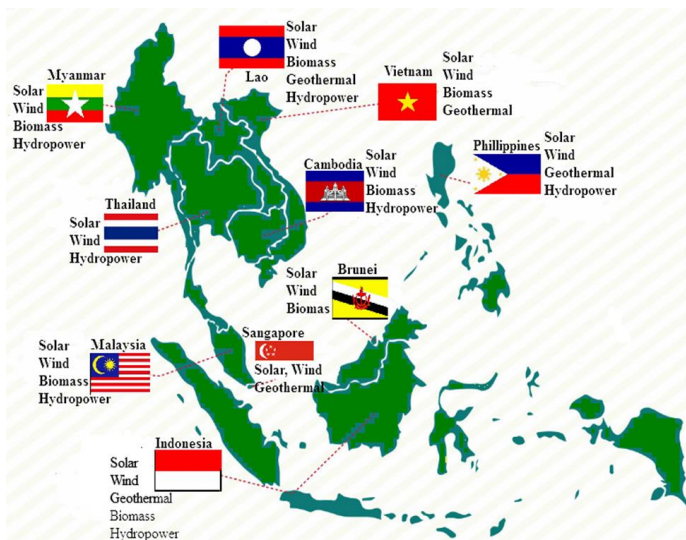 Solar
Wind
Biomass
Geothermal
Hydropower
Lao
Myanmar
Solar
Wind
Biomass
Hydropower
Vietnam
Solar
Wind
Biomass
Geothermal
Phillippines
Solar
Wind
Geothermal
Hydropower
Cambodia
Solar
Wind
Biomass
Hydropower
Thailand
Solar
Wind
Hydropower
Brunei
Solar
Wind
Biomas
Malaysia
Solar
Wind
Biomass
Hydropower
Sangapore
Solar, Wind
Geothermal
Indonesia
Solar
Wind
Geothermal
Biomass
Hydropower